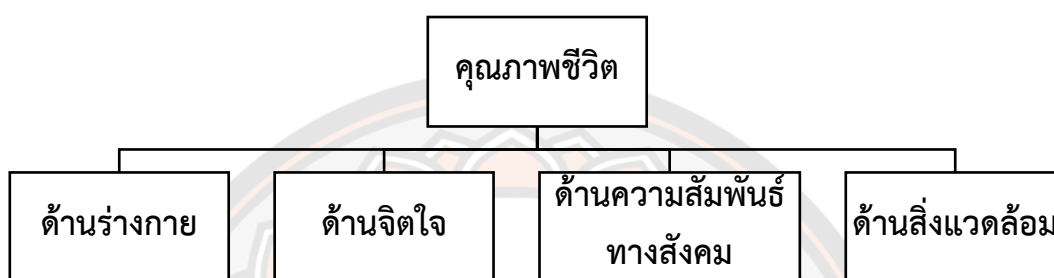 คุณภาพชีวิต
ด้านร่างกาย
ด้านจิตใจ
ด้านความสัมพันธ์
ทางสังคม
ด้านสิ่งแวดล้อม